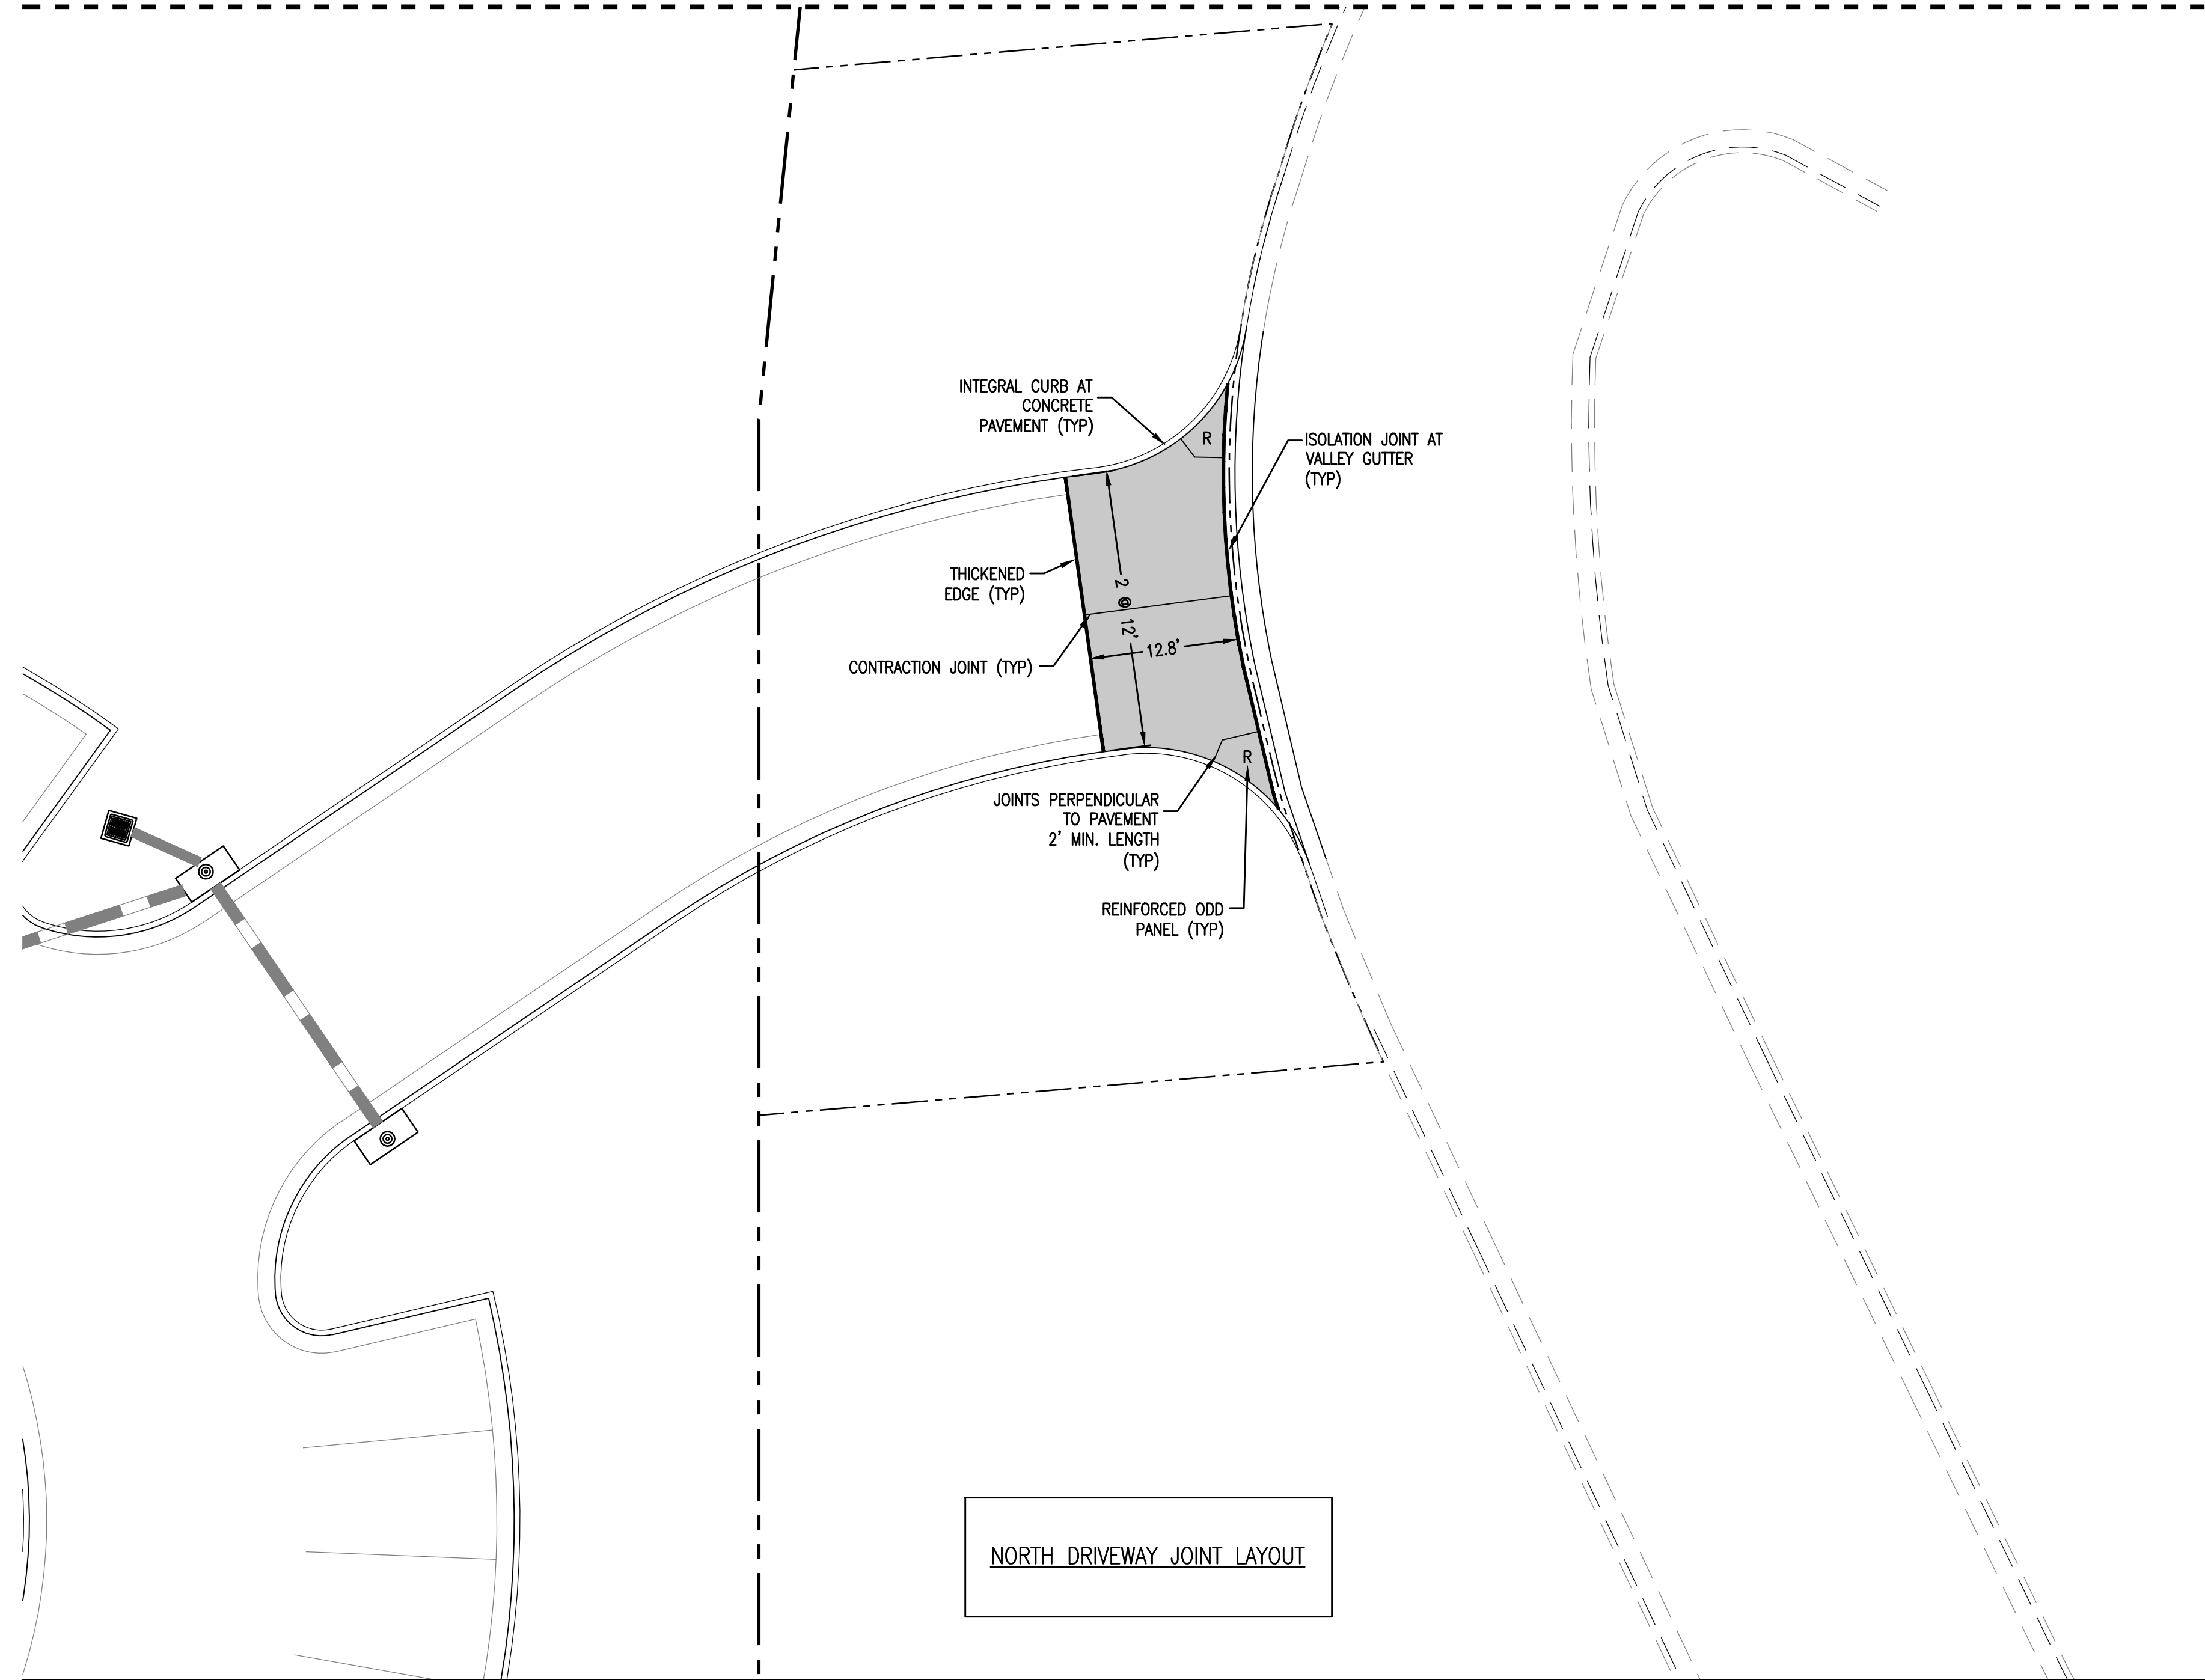 INTEGRAL CURB AT
CONCRETE
PAVEMENT (TYP)
R
ISOLATION JOINT AT
VALLEY GUTTER
(TYP)
THICKENED
EDGE (TYP)
2 @ 12'
12.8'
CONTRACTION JOINT (TYP)
R
JOINTS PERPENDICULAR
TO PAVEMENT
2' MIN. LENGTH
(TYP)
REINFORCED ODD
PANEL (TYP)
NORTH DRIVEWAY JOINT LAYOUT